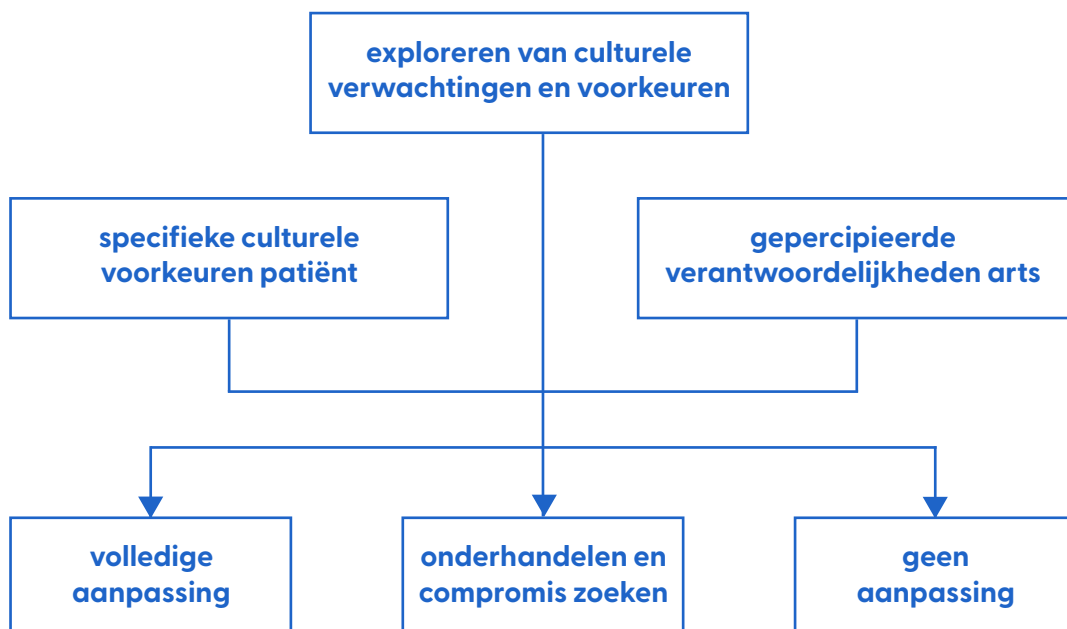 exploreren van culturele
verwachtingen en voorkeuren
specifieke culturele
voorkeuren patiënt
gepercipieerde
verantwoordelijkheden arts
volledige
aanpassing
onderhandelen en
compromis zoeken
geen
aanpassing